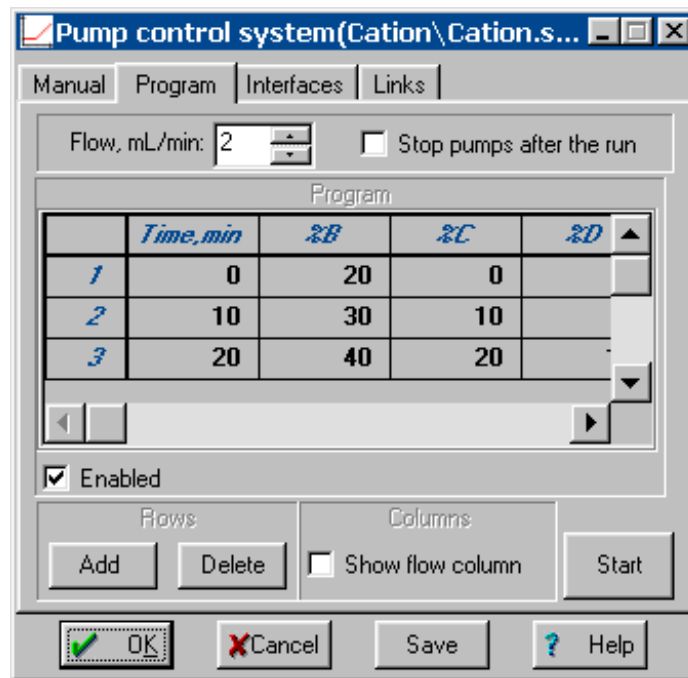 Pump control system(Cation\Cation.s...
Manual Program Interfaces Links
Flow, mL/min: 2 Stop pumps after the run
Program
Time,min %B %C %D
1 0 20 0
2 10 30 10
3 20 40 20
Enabled
Rows Columns
Add Delete Show flow column Start
OK Cancel Save ? Help